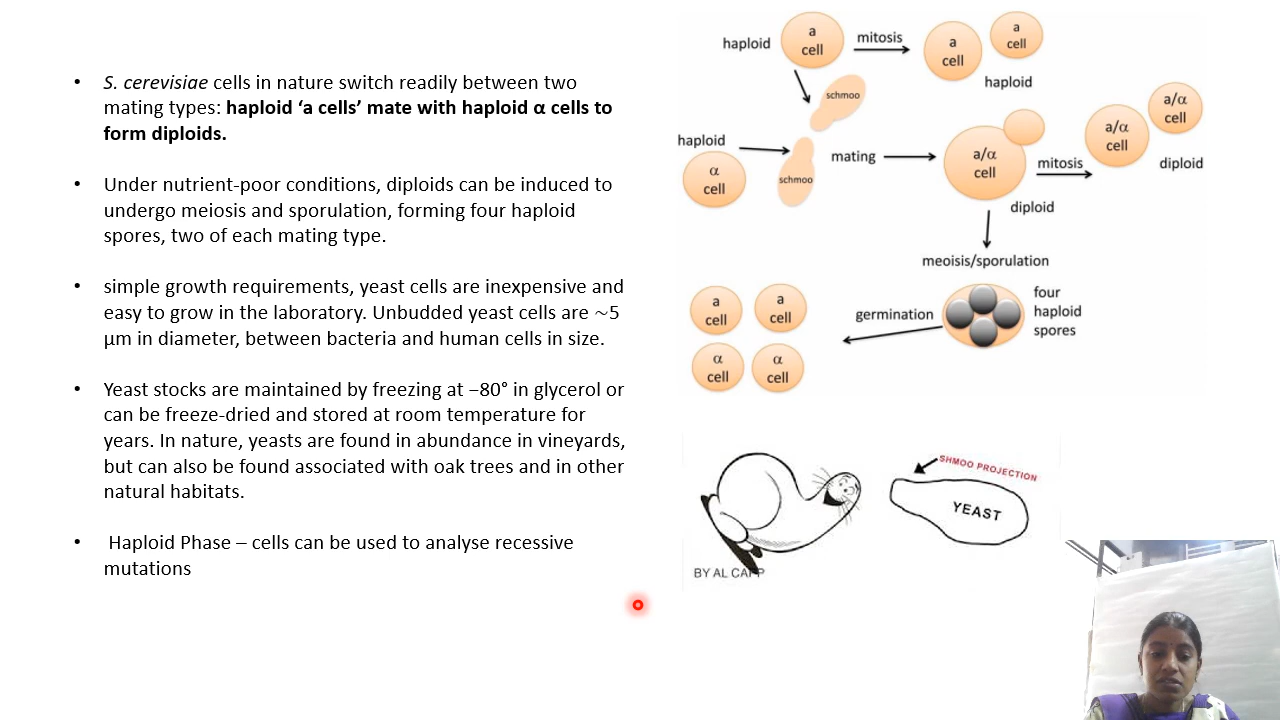 • S. cerevisiae cells in nature switch readily between two
mating types: haploid ‘a cells’ mate with haploid α cells to
form diploids.
• Under nutrient-poor conditions, diploids can be induced to
undergo meiosis and sporulation, forming four haploid
spores, two of each mating type.
• simple growth requirements, yeast cells are inexpensive and
easy to grow in the laboratory. Unbudded yeast cells are ~5
μm in diameter, between bacteria and human cells in size.
• Yeast stocks are maintained by freezing at −80° in glycerol or
can be freeze-dried and stored at room temperature for
years. In nature, yeasts are found in abundance in vineyards,
but can also be found associated with oak trees and in other
natural habitats.
• Haploid Phase – cells can be used to analyse recessive
mutations
haploid
a
cell
mitosis
a
cell
a
cell
haploid
schmoo
haploid
α
cell
schmoo
mating
a/α
cell
diploid
mitosis
a/α
cell
a/α
cell
diploid
meoisis/sporulation
four
haploid
spores
germination
a
cell
a
cell
α
cell
α
cell
SHMOO PROJECTION
YEAST
BY AL CAPP